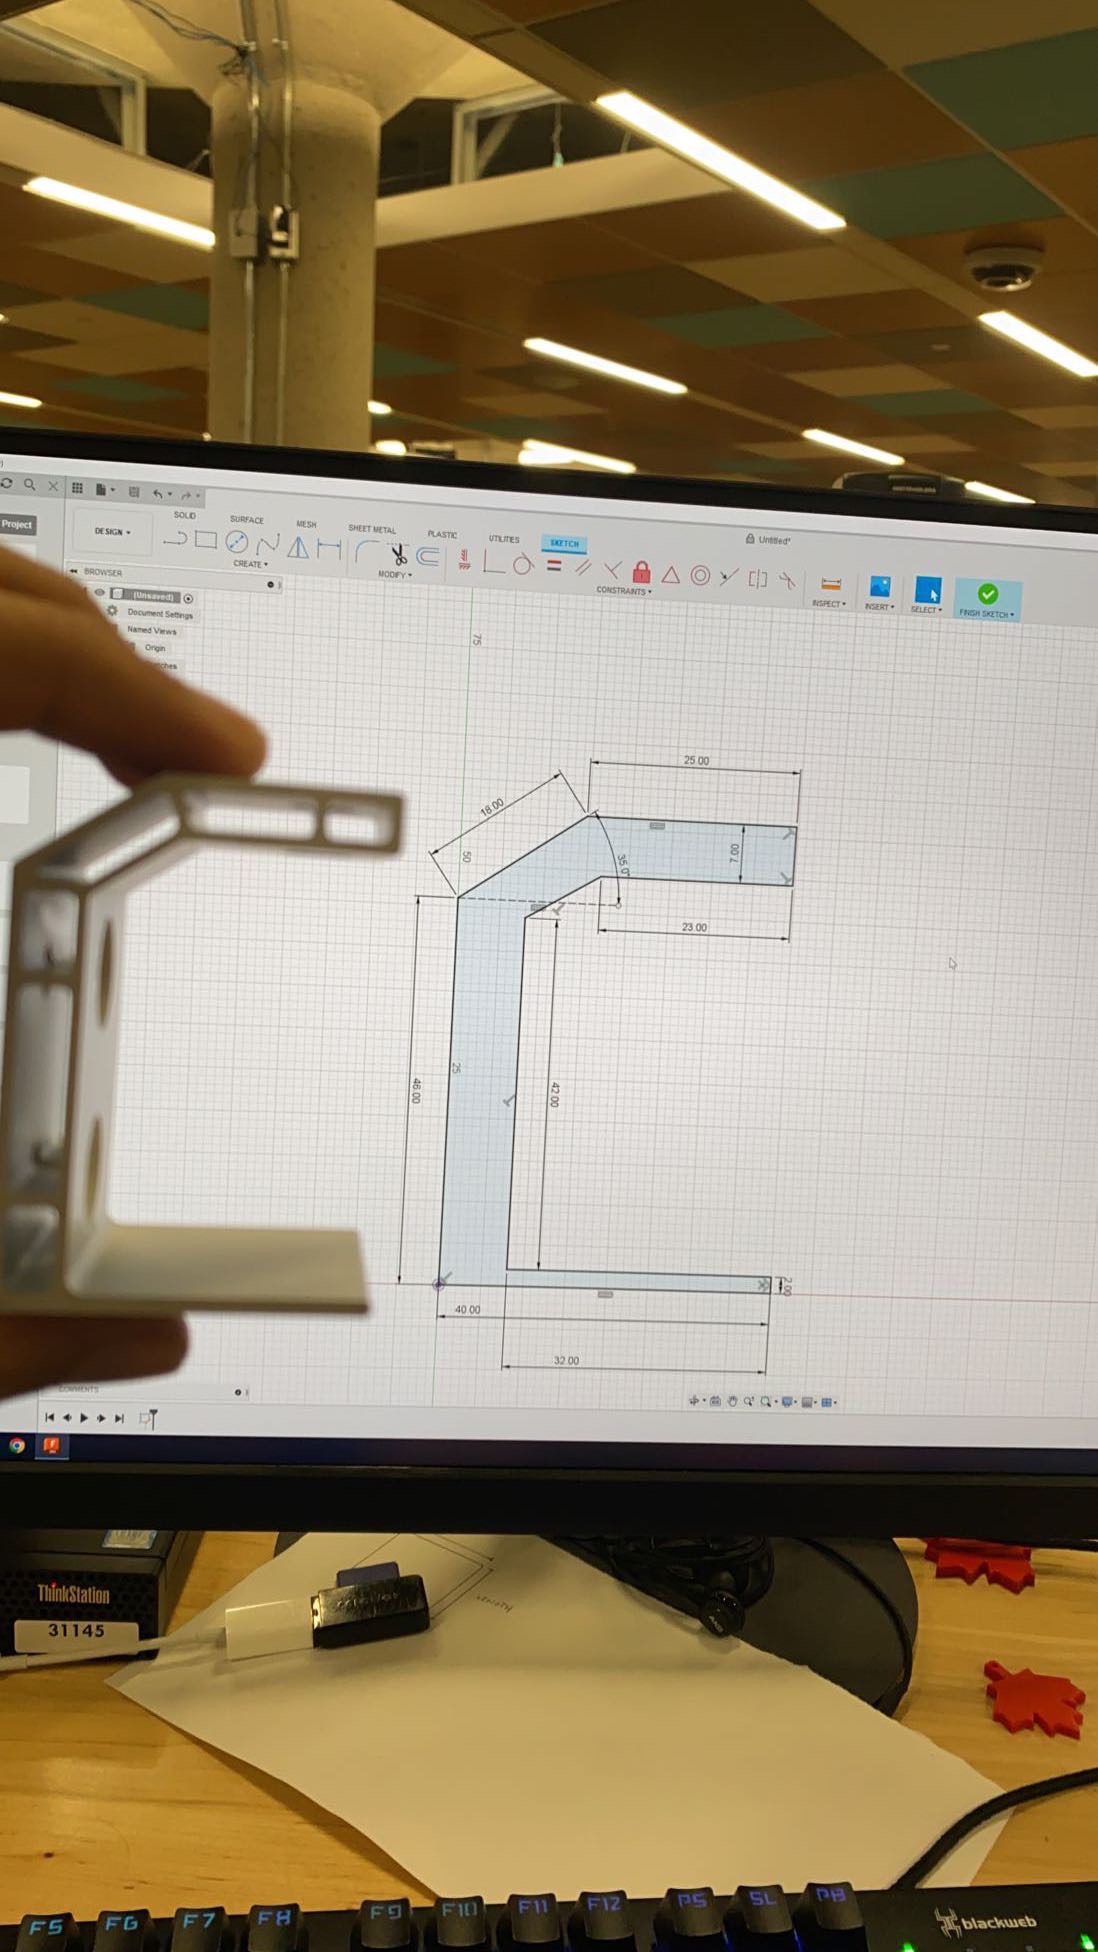 Project
DESIGN
SOLID
SURFACE
MESH
SHEET METAL
PLASTIC
UTILITIES
SKETCH
Untitled*
CREATE
MODIFY
CONSTRAINTS
INSPECT
INSERT
SELECT
FINISH SKETCH
BROWSER
(Unsaved)
Document Settings
Named Views
Origin
75
25.00
18.00
50
35.0°
7.00
23.00
46.00
25
42.00
2.00
40.00
32.00
COMMENTS
ThinkStation
31145
F5
F6
F7
F8
F9
F10
F11
F12
PS
SL
PB
blackweb